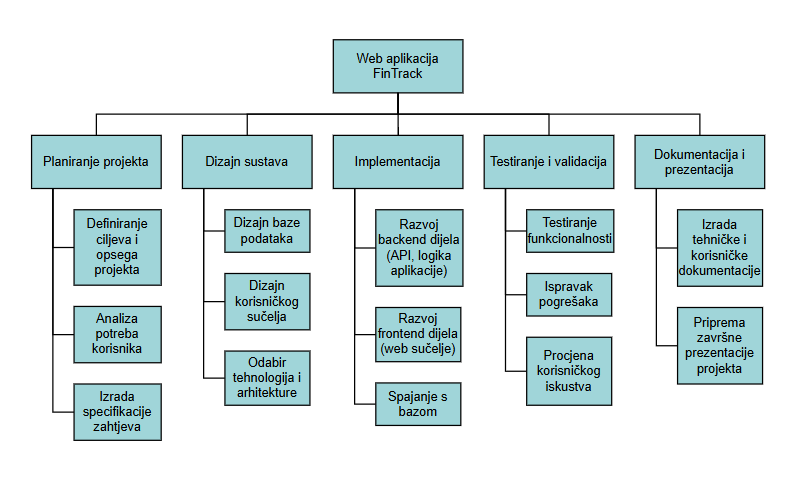 Web aplikacija
FinTrack
Planiranje projekta
Definiranje
ciljeva i
opsega
projekta
Analiza
potreba
korisnika
Izrada
specifikacije
zahtjeva
Dizajn sustava
Dizajn baze
podataka
Dizajn
korisničkog
sučelja
Odabir
tehnologija i
arhitekture
Implementacija
Razvoj
backend dijela
(API, logika
aplikacije)
Razvoj
frontend dijela
(web sučelje)
Spajanje s
bazom
Testiranje i validacija
Testiranje
funkcionalnosti
Ispravak
pogrešaka
Procjena
korisničkog
iskustva
Dokumentacija i
prezentacija
Izrada
tehničke i
korisničke
dokumentacije
Priprema
završne
prezentacije
projekta